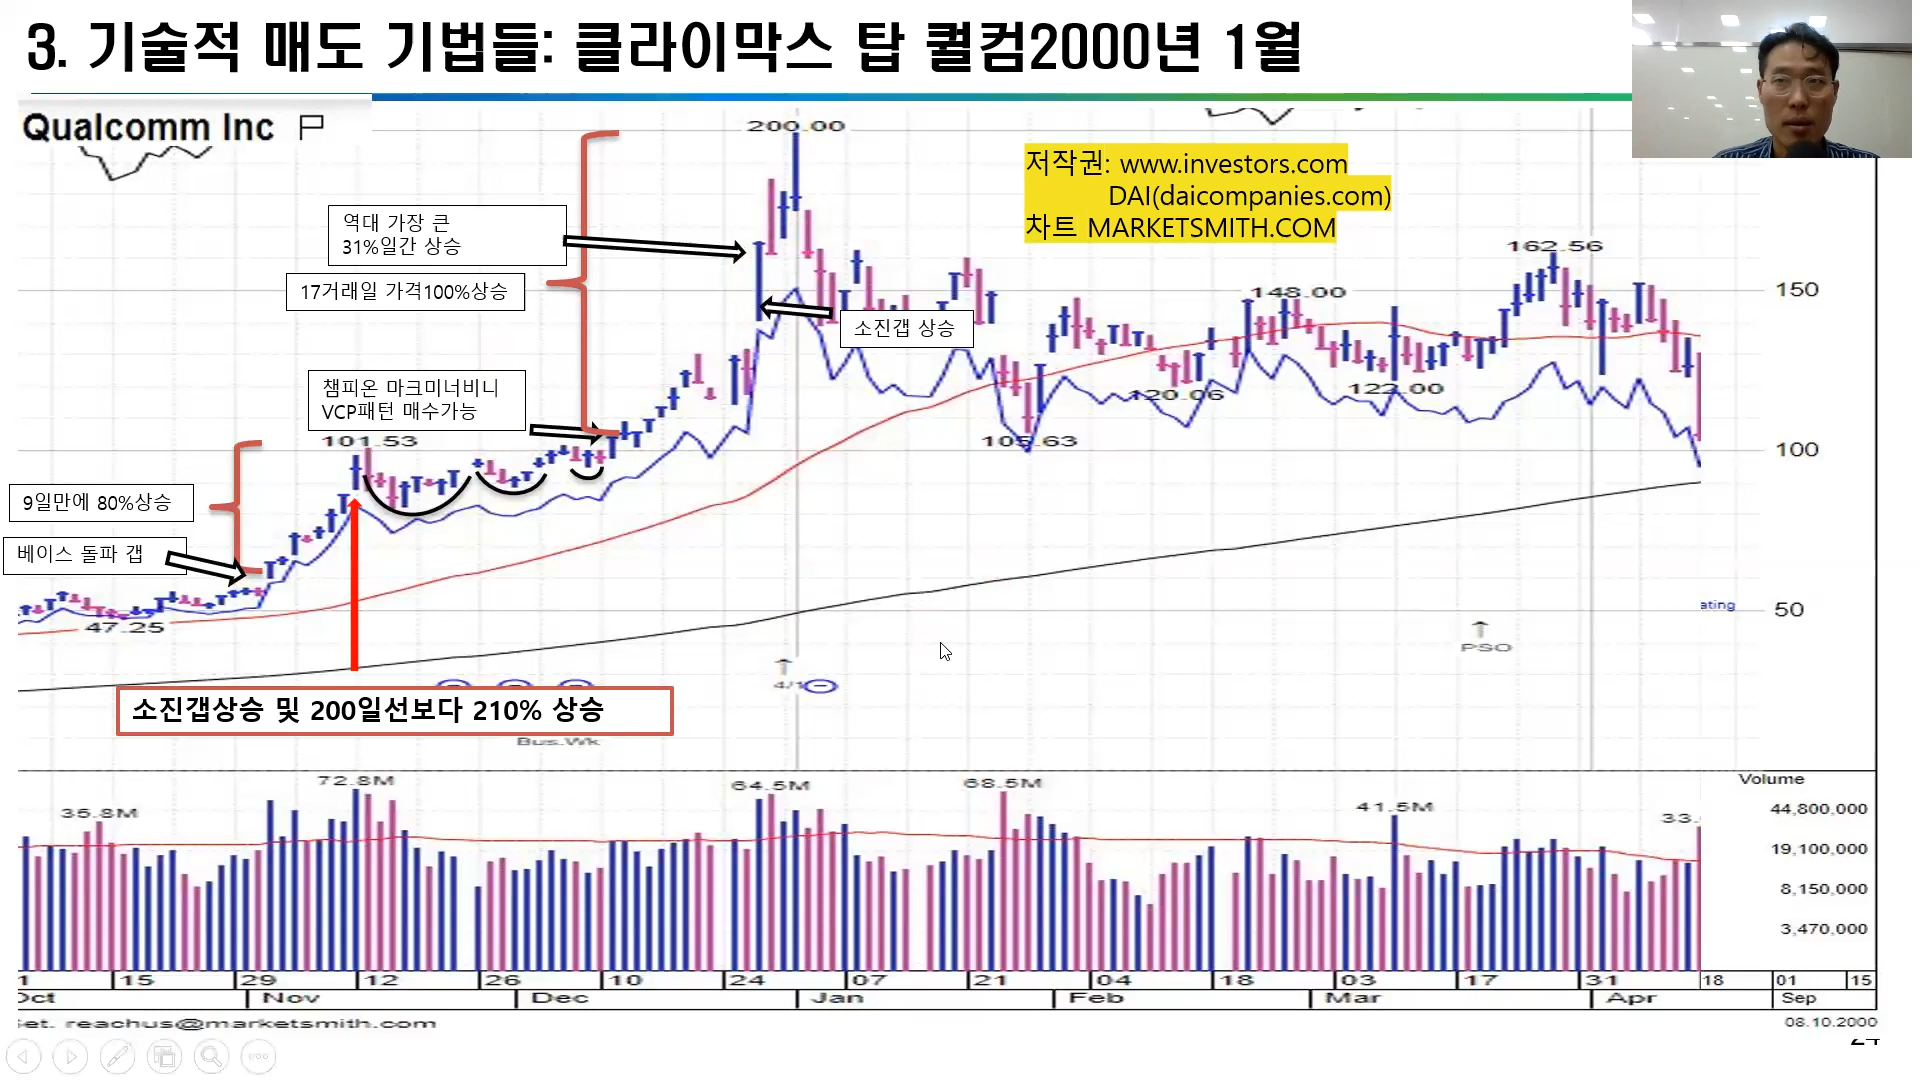 3. 기술적 매도 기법들: 클라이막스 탑 퀄컴2000년 1월
Qualcomm Inc
200.00
저작권: www.investors.com
DAI(daicompanies.com)
차트 MARKETSMITH.COM
역대 가장 큰
31%일간 상승
17거래일 가격100%상승
소진갭 상승
챔피온 마크미너비니
VCP패턴 매수가능
101.53
9일만에 80%상승
베이스 돌파 갭
47.25
105.63
120.06
148.00
122.00
162.56
150
100
50
ating
PSO
소진갭상승 및 200일선보다 210% 상승
Bus.Wk
Volume
35.8M
72.8M
64.5M
68.5M
41.5M
33.
44,800,000
19,100,000
8,150,000
3,470,000
1 15 29 12 26 10 24 07 21 04 18 03 17 31 18 01 15
Oct Nov Dec Jan Feb Mar Apr Sep
et. reachus@marketsmith.com
08.10.2000